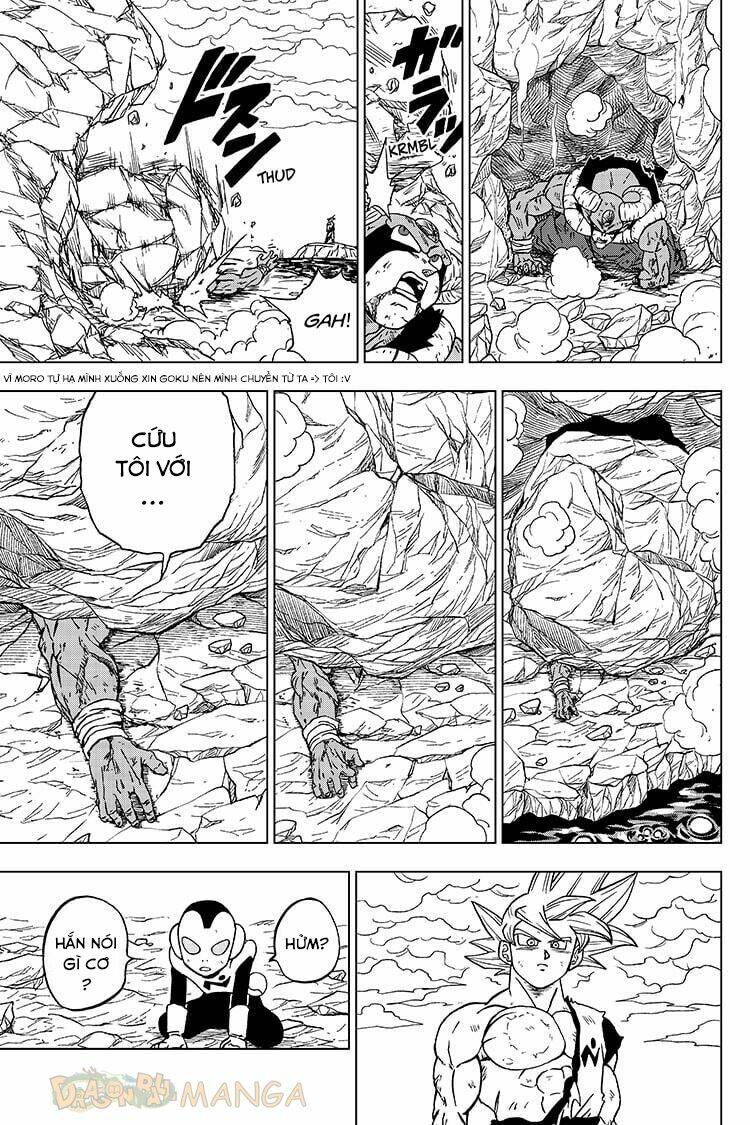 ガラッ
KRMBL
ドズン
THUD
GAH!
VÌ MORO TỰ HẠ MÌNH XUỐNG XIN GOKU NÊN MÌNH CHUYỂN TỪ TA => TÔI :V
CỨU
TÔI VỚI
...
HỬM?
HẮN NÓI
GÌ CƠ
?
DRAGON BALL MANGA